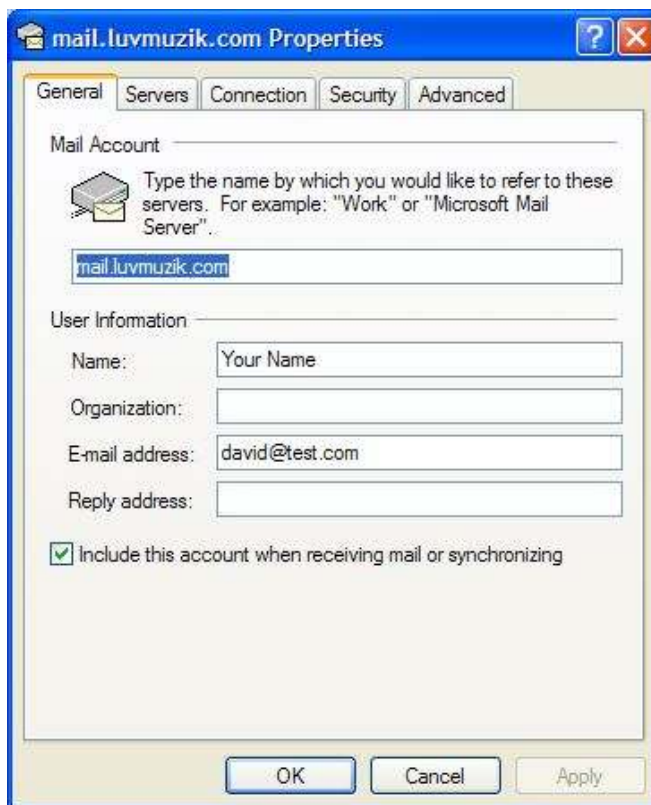 mail.luvmuzik.com Properties
General Servers Connection Security Advanced
Mail Account
Type the name by which you would like to refer to these
servers. For example: "Work" or "Microsoft Mail
Server".
mail.luvmuzik.com
User Information
Name: Your Name
Organization:
E-mail address: david@test.com
Reply address:
Include this account when receiving mail or synchronizing
OK Cancel Apply